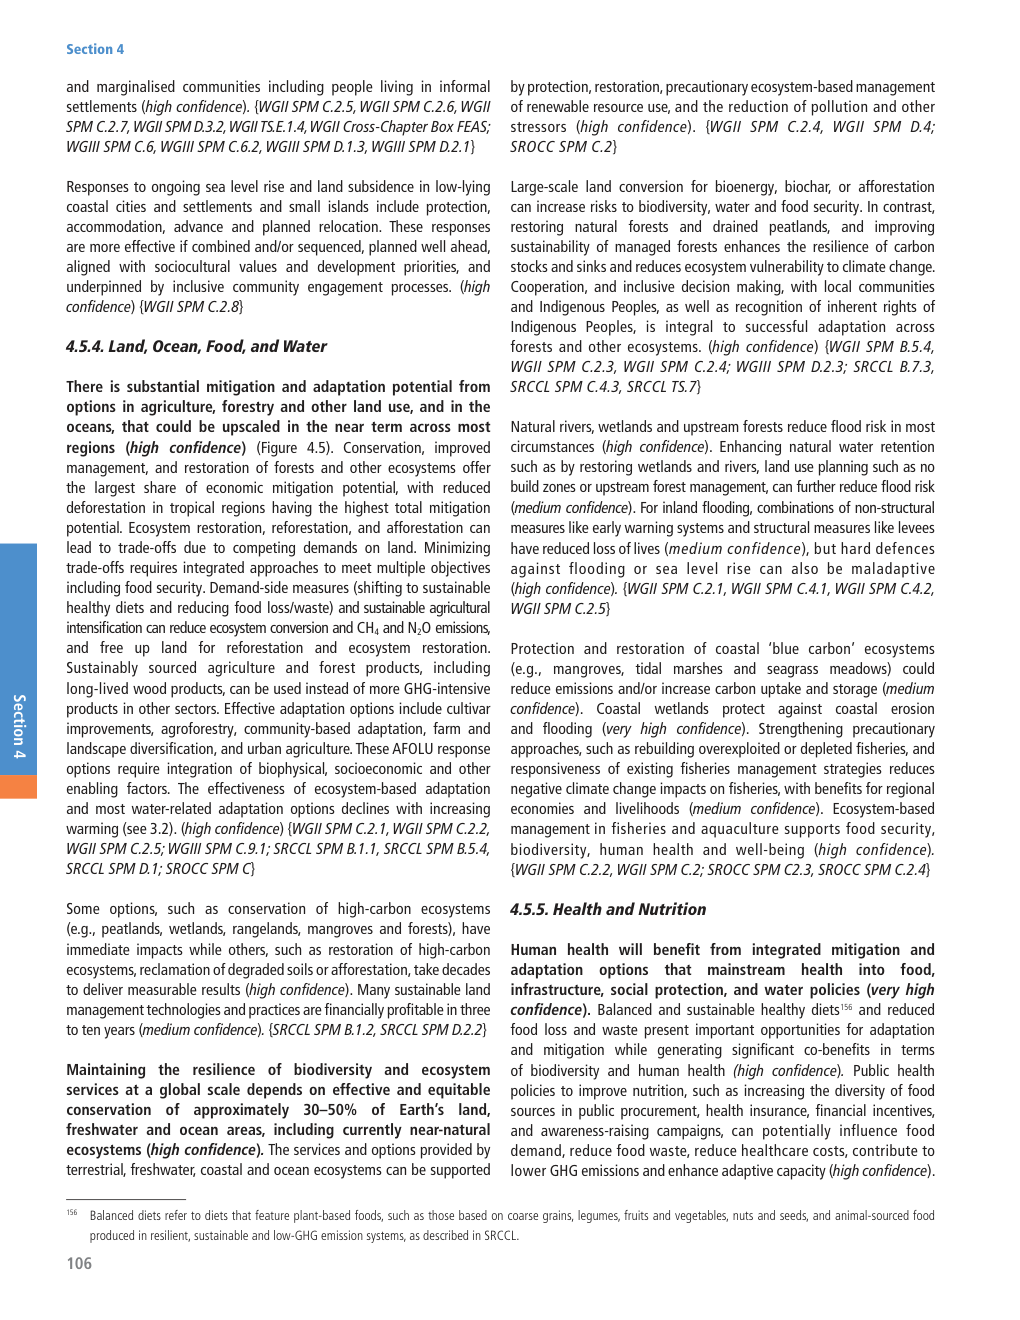 Section 4
and marginalised communities including people living in informal
settlements (high confidence). {WGII SPM C.2.5, WGII SPM C.2.6, WGII
SPM C.2.7, WGII SPM D.3.2, WGII TS.E.1.4, WGII Cross-Chapter Box FEAS;
WGIII SPM C.6, WGIII SPM C.6.2, WGIII SPM D.1.3, WGIII SPM D.2.1}
Responses to ongoing sea level rise and land subsidence in low-lying
coastal cities and settlements and small islands include protection,
accommodation, advance and planned relocation. These responses
are more effective if combined and/or sequenced, planned well ahead,
aligned with sociocultural values and development priorities, and
underpinned by inclusive community engagement processes. (high
confidence) {WGII SPM C.2.8}
4.5.4. Land, Ocean, Food, and Water
There is substantial mitigation and adaptation potential from
options in agriculture, forestry and other land use, and in the
oceans, that could be upscaled in the near term across most
regions (high confidence) (Figure 4.5). Conservation, improved
management, and restoration of forests and other ecosystems offer
the largest share of economic mitigation potential, with reduced
deforestation in tropical regions having the highest total mitigation
potential. Ecosystem restoration, reforestation, and afforestation can
lead to trade-offs due to competing demands on land. Minimizing
trade-offs requires integrated approaches to meet multiple objectives
including food security. Demand-side measures (shifting to sustainable
healthy diets and reducing food loss/waste) and sustainable agricultural
intensification can reduce ecosystem conversion and CH₄ and N₂O emissions,
and free up land for reforestation and ecosystem restoration.
Sustainably sourced agriculture and forest products, including
long-lived wood products, can be used instead of more GHG-intensive
products in other sectors. Effective adaptation options include cultivar
improvements, agroforestry, community-based adaptation, farm and
landscape diversification, and urban agriculture. These AFOLU response
options require integration of biophysical, socioeconomic and other
enabling factors. The effectiveness of ecosystem-based adaptation
and most water-related adaptation options declines with increasing
warming (see 3.2). (high confidence) {WGII SPM C.2.1, WGII SPM C.2.2,
WGII SPM C.2.5; WGIII SPM C.9.1; SRCCL SPM B.1.1, SRCCL SPM B.5.4,
SRCCL SPM D.1; SROCC SPM C}
Some options, such as conservation of high-carbon ecosystems
(e.g., peatlands, wetlands, rangelands, mangroves and forests), have
immediate impacts while others, such as restoration of high-carbon
ecosystems, reclamation of degraded soils or afforestation, take decades
to deliver measurable results (high confidence). Many sustainable land
management technologies and practices are financially profitable in three
to ten years (medium confidence). {SRCCL SPM B.1.2, SRCCL SPM D.2.2}
Maintaining the resilience of biodiversity and ecosystem
services at a global scale depends on effective and equitable
conservation of approximately 30–50% of Earth’s land,
freshwater and ocean areas, including currently near-natural
ecosystems (high confidence). The services and options provided by
terrestrial, freshwater, coastal and ocean ecosystems can be supported
by protection, restoration, precautionary ecosystem-based management
of renewable resource use, and the reduction of pollution and other
stressors (high confidence). {WGII SPM C.2.4, WGII SPM D.4;
SROCC SPM C.2}
Large-scale land conversion for bioenergy, biochar, or afforestation
can increase risks to biodiversity, water and food security. In contrast,
restoring natural forests and drained peatlands, and improving
sustainability of managed forests enhances the resilience of carbon
stocks and sinks and reduces ecosystem vulnerability to climate change.
Cooperation, and inclusive decision making, with local communities
and Indigenous Peoples, as well as recognition of inherent rights of
Indigenous Peoples, is integral to successful adaptation across
forests and other ecosystems. (high confidence) {WGII SPM B.5.4,
WGII SPM C.2.3, WGII SPM C.2.4; WGIII SPM D.2.3; SRCCL B.7.3,
SRCCL SPM C.4.3, SRCCL TS.7}
Natural rivers, wetlands and upstream forests reduce flood risk in most
circumstances (high confidence). Enhancing natural water retention
such as by restoring wetlands and rivers, land use planning such as no
build zones or upstream forest management, can further reduce flood risk
(medium confidence). For inland flooding, combinations of non-structural
measures like early warning systems and structural measures like levees
have reduced loss of lives (medium confidence), but hard defences
against flooding or sea level rise can also be maladaptive
(high confidence). {WGII SPM C.2.1, WGII SPM C.4.1, WGII SPM C.4.2,
WGII SPM C.2.5}
Protection and restoration of coastal ‘blue carbon’ ecosystems
(e.g., mangroves, tidal marshes and seagrass meadows) could
reduce emissions and/or increase carbon uptake and storage (medium
confidence). Coastal wetlands protect against coastal erosion
and flooding (very high confidence). Strengthening precautionary
approaches, such as rebuilding overexploited or depleted fisheries, and
responsiveness of existing fisheries management strategies reduces
negative climate change impacts on fisheries, with benefits for regional
economies and livelihoods (medium confidence). Ecosystem-based
management in fisheries and aquaculture supports food security,
biodiversity, human health and well-being (high confidence).
{WGII SPM C.2.2, WGII SPM C.2; SROCC SPM C2.3, SROCC SPM C.2.4}
4.5.5. Health and Nutrition
Human health will benefit from integrated mitigation and
adaptation options that mainstream health into food,
infrastructure, social protection, and water policies (very high
confidence). Balanced and sustainable healthy diets¹⁵⁶ and reduced
food loss and waste present important opportunities for adaptation
and mitigation while generating significant co-benefits in terms
of biodiversity and human health (high confidence). Public health
policies to improve nutrition, such as increasing the diversity of food
sources in public procurement, health insurance, financial incentives,
and awareness-raising campaigns, can potentially influence food
demand, reduce food waste, reduce healthcare costs, contribute to
lower GHG emissions and enhance adaptive capacity (high confidence).
156 Balanced diets refer to diets that feature plant-based foods, such as those based on coarse grains, legumes, fruits and vegetables, nuts and seeds, and animal-sourced food
produced in resilient, sustainable and low-GHG emission systems, as described in SRCCL.
106
Section 4